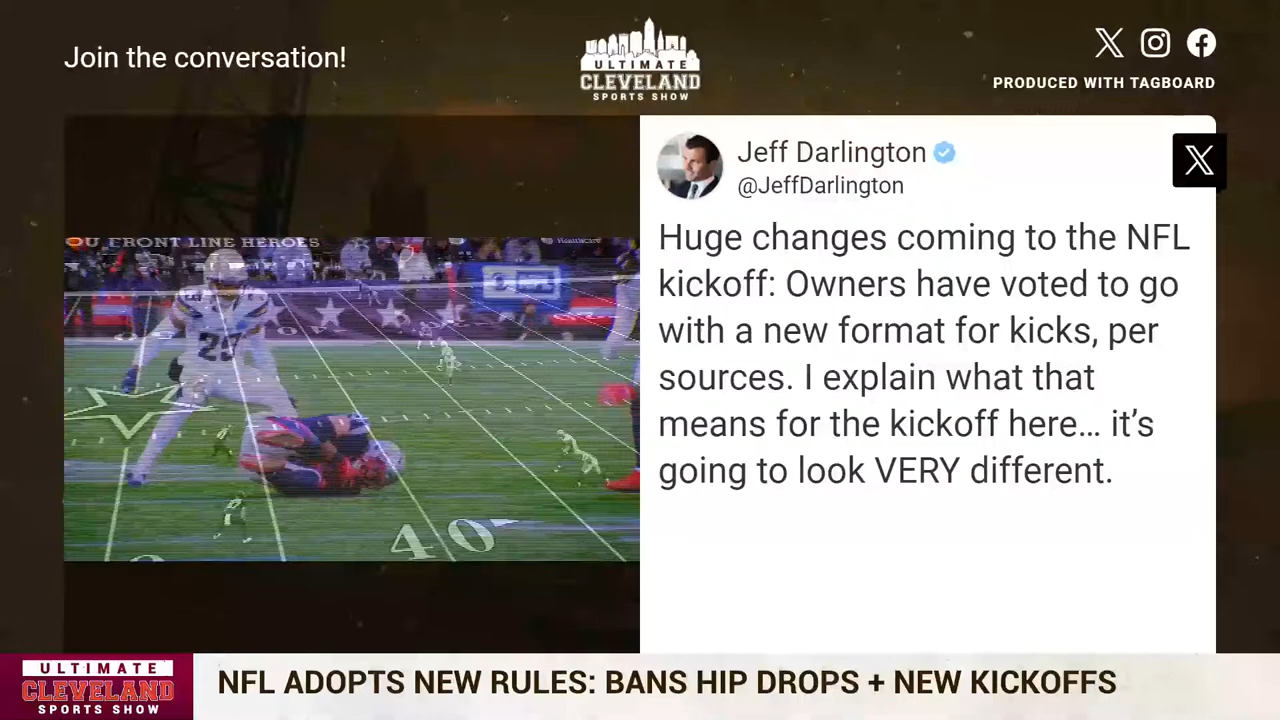 Join the conversation!
ULTIMATE
CLEVELAND
SPORTS SHOW
PRODUCED WITH TAGBOARD
OU FRONT LINE HEROES
25
4 0
Jeff Darlington
@JeffDarlington
Huge changes coming to the NFL
kickoff: Owners have voted to go
with a new format for kicks, per
sources. I explain what that
means for the kickoff here… it’s
going to look VERY different.
ULTIMATE
CLEVELAND
SPORTS SHOW
NFL ADOPTS NEW RULES: BANS HIP DROPS + NEW KICKOFFS